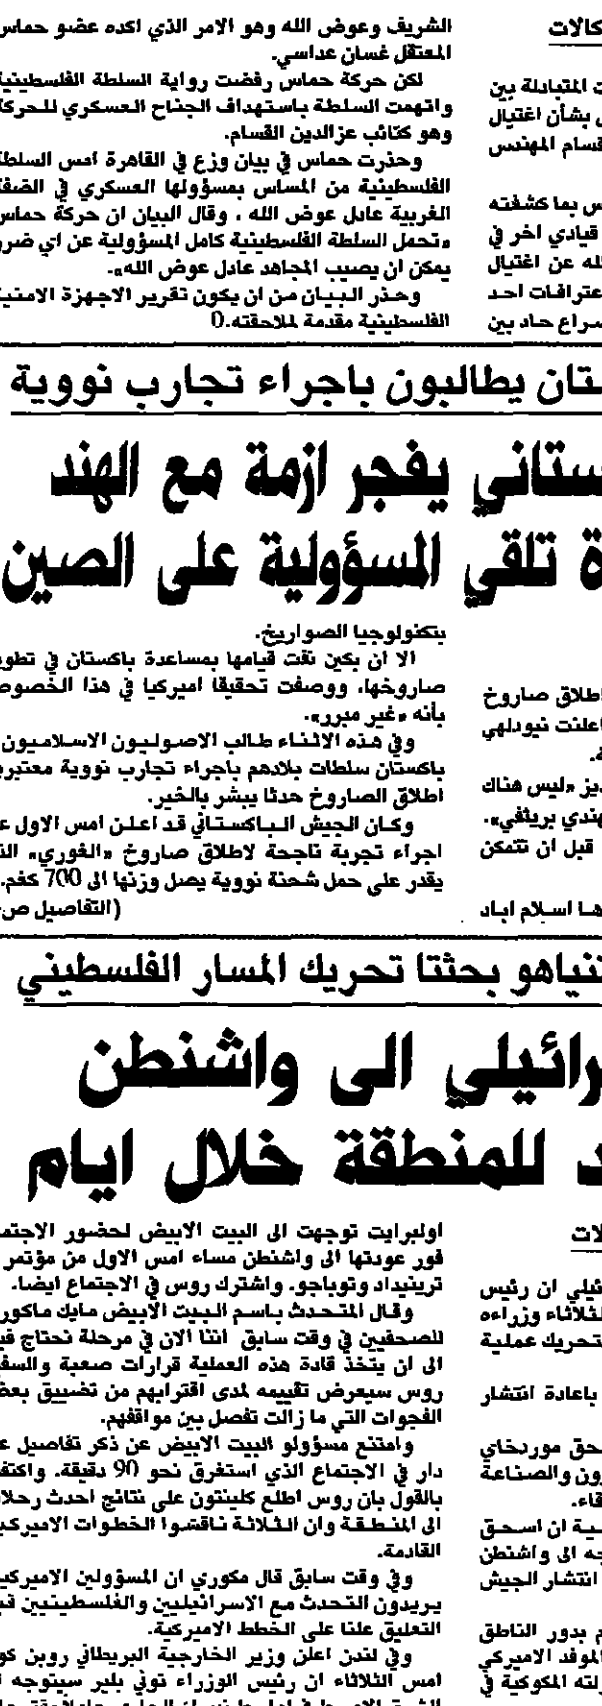 كالات
ت المتبادلة بين
ل بشأن اغتيال
قسام المهندس
س بما كشفته
قيادي اخر في
لله عن اغتيال
عترافات احد
سراع حاد بين
الشريف وعوض الله وهو الامر الذي اكده عضو حماس
المعتقل غسان عداسي.
لكن حركة حماس رفضت رواية السلطة الفلسطينية
واتهمت السلطة باستهداف الجناح العسكري للحركة
وهو كتائب عزالدين القسام.
وحذرت حماس في بيان وزع في القاهرة امس السلطة
الفلسطينية من المساس بمسؤولها العسكري في الضفة
الغربية عادل عوض الله . وقال البيان ان حركة حماس
«تحمل السلطة الفلسطينية كامل المسؤولية عن اي ضرر
يمكن ان يصيب المجاهد عادل عوض الله».
وحذر البيان من ان يكون تقرير الاجهزة الامنية
الفلسطينية مقدمة لملاحقته.0
ـتان يطالبون باجراء تجارب نووية
ستاني يفجر ازمة مع الهند
ة تلقي المسؤولية على الصين
اطلاق صاروخ
اعلنت نيودلهي
ة.
ديز «ليس هناك
هندي بريثفي».
قبل ان نتمكن
هـا اسلام اباد
بتكنولوجيا الصواريخ.
الا ان بكين نفت قيامها بمساعدة باكستان في تطوير
صاروخها، ووصفت تحقيقا اميركيا في هذا الخصوص
بأنه «غير مبرر».
وفي هذه الاثناء طالب الاصوليون الاسلاميون
باكستان سلطات بلادهم باجراء تجارب نووية معتبرين
اطلاق الصاروخ حدثا يبشر بالخير.
وكان الجيش الباكستاني قد اعلن امس الاول عن
اجراء تجربة ناجحة لاطلاق صاروخ «الغوري» الذي
يقدر على حمل شحنة نووية يصل وزنها الى 700 كغم.
(التفاصيل ص
تنياهو بحثتا تحريك المسار الفلسطيني
رائيلي الى واشنطن
د للمنطقة خلال ايام
لات
ئيلي ان رئيس
لثلاثاء وزراءه
تحريك عملية
باعادة انتشار
حق موردخاي
رون والصناعة
قاء.
ـية ان اسحق
جه الى واشنطن
انتشار الجيش
م بدور الناطق
لموفد الاميركي
رلته المكوكية في
اولبرايت توجهت الى البيت الابيض لحضور الاجتماع
فور عودتها الى واشنطن مساء امس الاول من مؤتمر
ترينيداد وتوباجو. واشترك روس في الاجتماع ايضا.
وقال المتحدث باسم البيت الابيض مايك ماكوري
للصحفيين في وقت سابق اننا الان في مرحلة نحتاج فيها
الى ان يتخذ قادة هذه العملية قرارات صعبة والسفير
روس سيعرض تقييمه لمدى اقترابهم من تضييق بعض
الفجوات التي ما زالت تفصل بين مواقفهم.
وامتنع مسؤولو البيت الابيض عن ذكر تفاصيل عما
دار في الاجتماع الذي استغرق نحو 90 دقيقة. واكتفوا
بالقول بان روس اطلع كلينتون على نتائج احدث رحلاته
الى المنطقة وان الثلاثة ناقشوا الخطوات الاميركية
القادمة.
وفي وقت سابق قال مكوري ان المسؤولين الاميركيين
يريدون التحدث مع الاسرائيليين والفلسطينيين قبل
التعليق علنا على الخطط الاميركية.
وفي لندن اعلن وزير الخارجية البريطاني روبن كوك
امس الثلاثاء ان رئيس الوزراء توني بلير سيتوجه